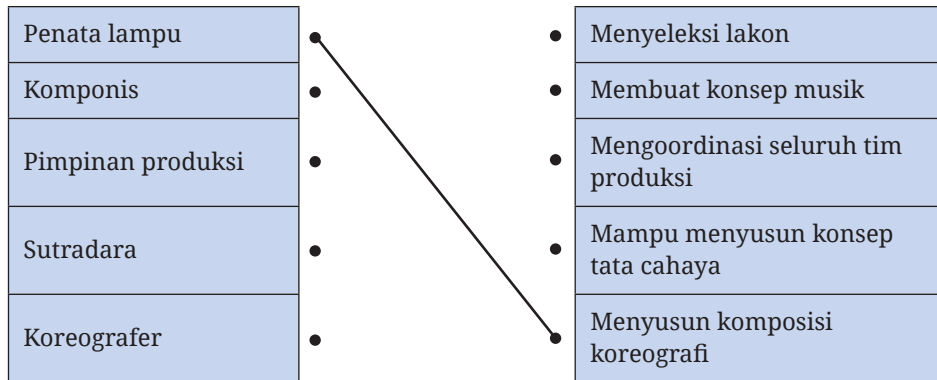 Penata lampu
Menyeleksi lakon
Komponis
Membuat konsep musik
Pimpinan produksi
Mengoordinasi seluruh tim
produksi
Sutradara
Mampu menyusun konsep
tata cahaya
Koreografer
Menyusun komposisi
koreografi